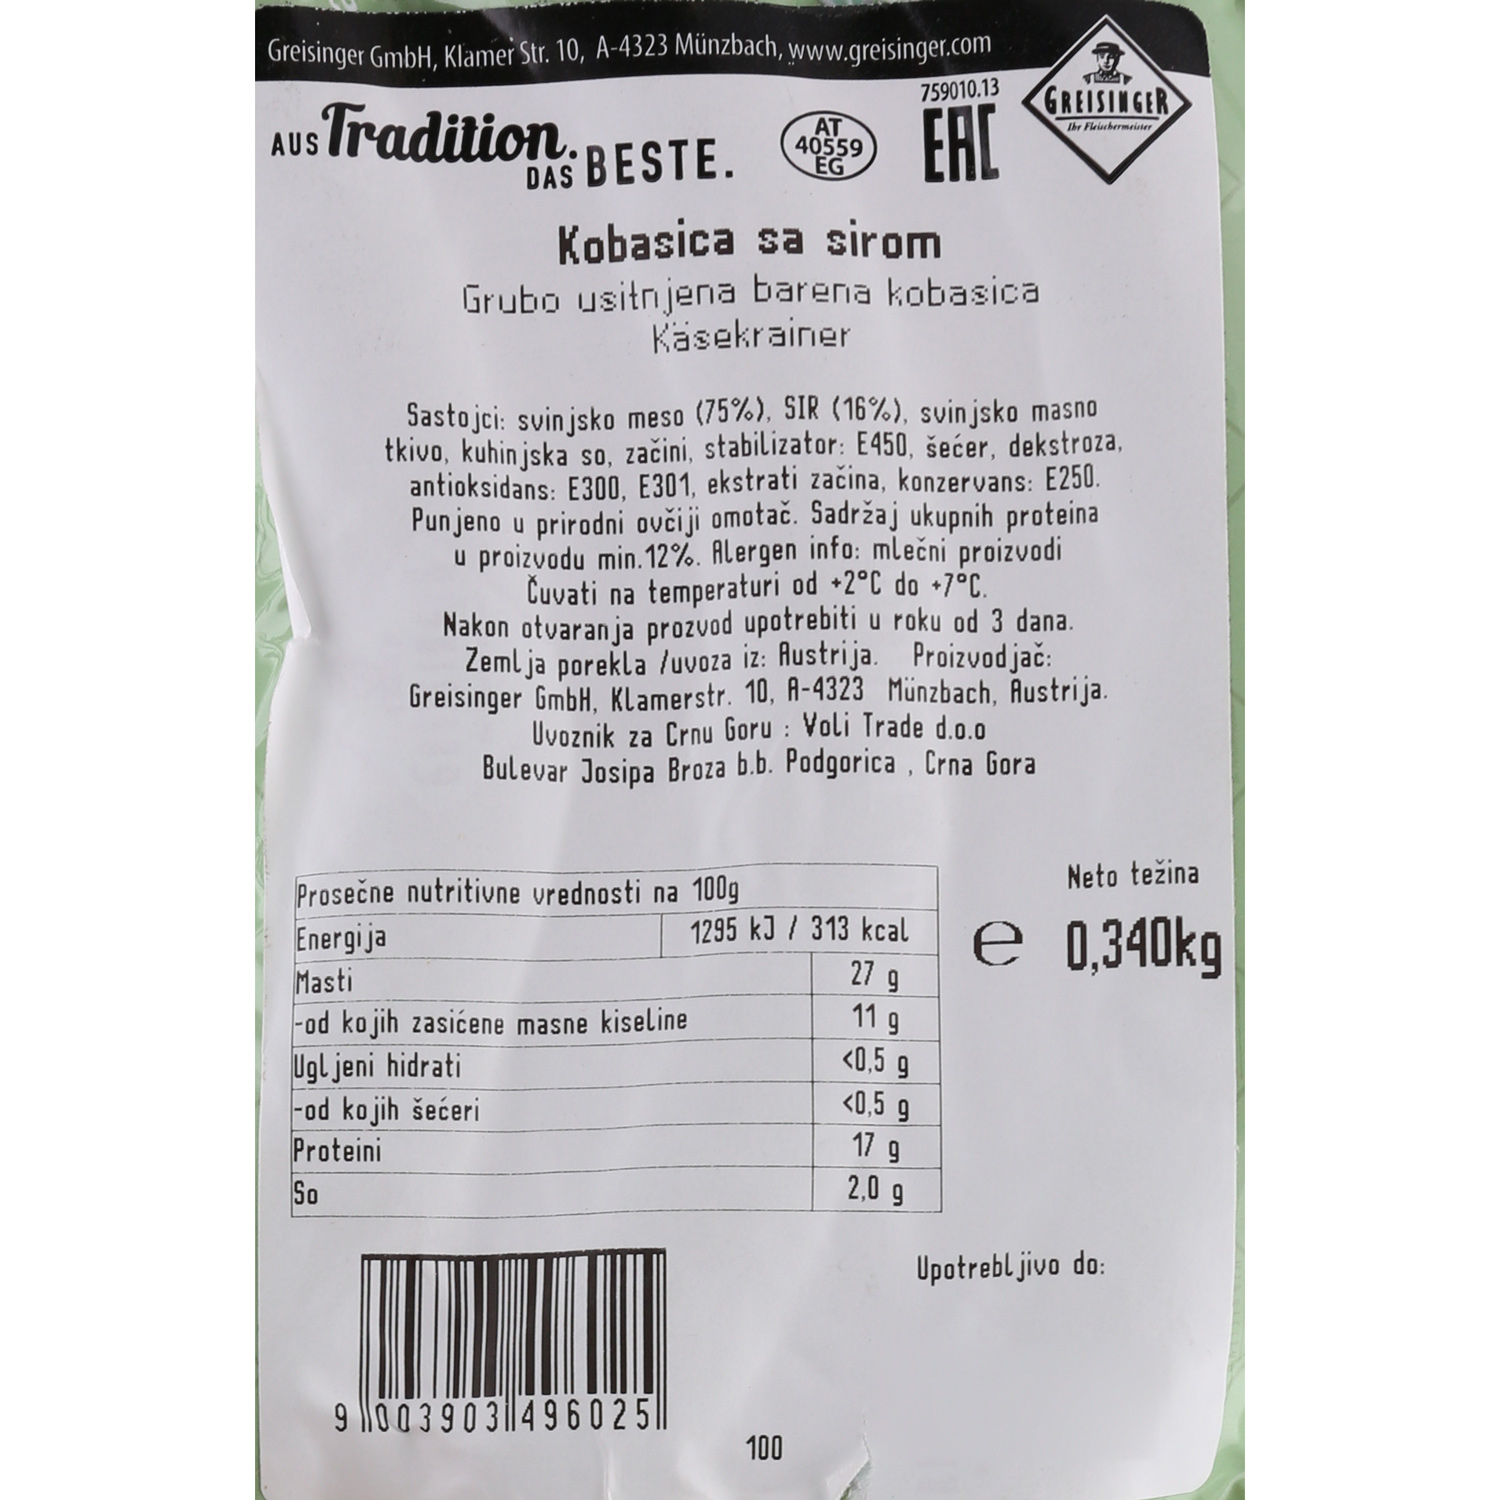 Greisinger GmbH, Klamer Str. 10, A-4323 Münzbach, www.greisinger.com
AUS Tradition.
DAS BESTE.
AT
40559
EG
759010.13
EAC
GREISINGER
Ihr Fleischermeister
Kobasica sa sirom
Grubo usitnjena barena kobasica
Käsekrainer
Sastojci: svinjsko meso (75%), SIR (16%), svinjsko masno
tkivo, kuhinjska so, začini, stabilizator: E450, šećer, dekstroza,
antioksidans: E300, E301, ekstrati začina, konzervans: E250.
Punjeno u prirodni ovčiji omotač. Sadržaj ukupnih proteina
u proizvodu min.12%. Alergen info: mlečni proizvodi
Čuvati na temperaturi od +2°C do +7°C.
Nakon otvaranja prozvod upotrebiti u roku od 3 dana.
Zemlja porekla /uvoza iz: Austrija. Proizvodjač:
Greisinger GmbH, Klamerstr. 10, A-4323 Münzbach, Austrija.
Uvoznik za Crnu Goru : Voli Trade d.o.o
Bulevar Josipa Broza b.b. Podgorica , Crna Gora
Prosečne nutritivne vrednosti na 100g
Energija 1295 kJ / 313 kcal
Masti 27 g
-od kojih zasićene masne kiseline 11 g
Ugljeni hidrati <0,5 g
-od kojih šećeri <0,5 g
Proteini 17 g
So 2,0 g
Neto težina
e 0,340kg
Upotrebljivo do:
9 003903 496025
100